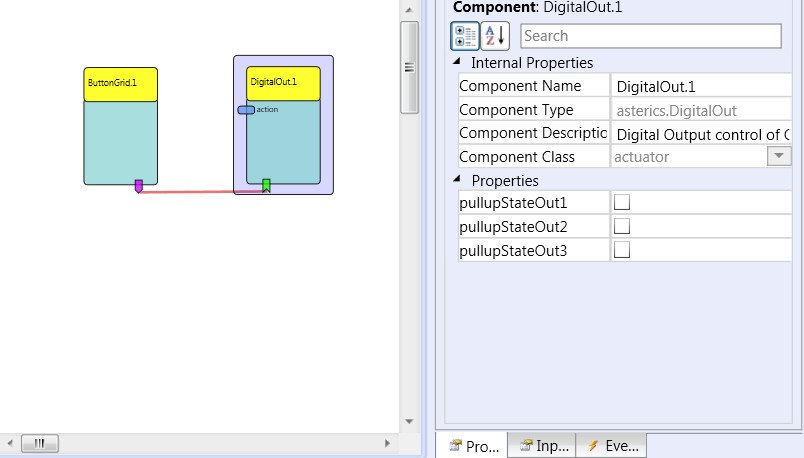 ButtonGrid.1
DigitalOut.1
action
Component: DigitalOut.1
A
Z
Search
Internal Properties
Component Name DigitalOut.1
Component Type asterics.DigitalOut
Component Descriptic Digital Output control of C
Component Class actuator
Properties
pullupStateOut1
pullupStateOut2
pullupStateOut3
Pro... Inp... Eve...